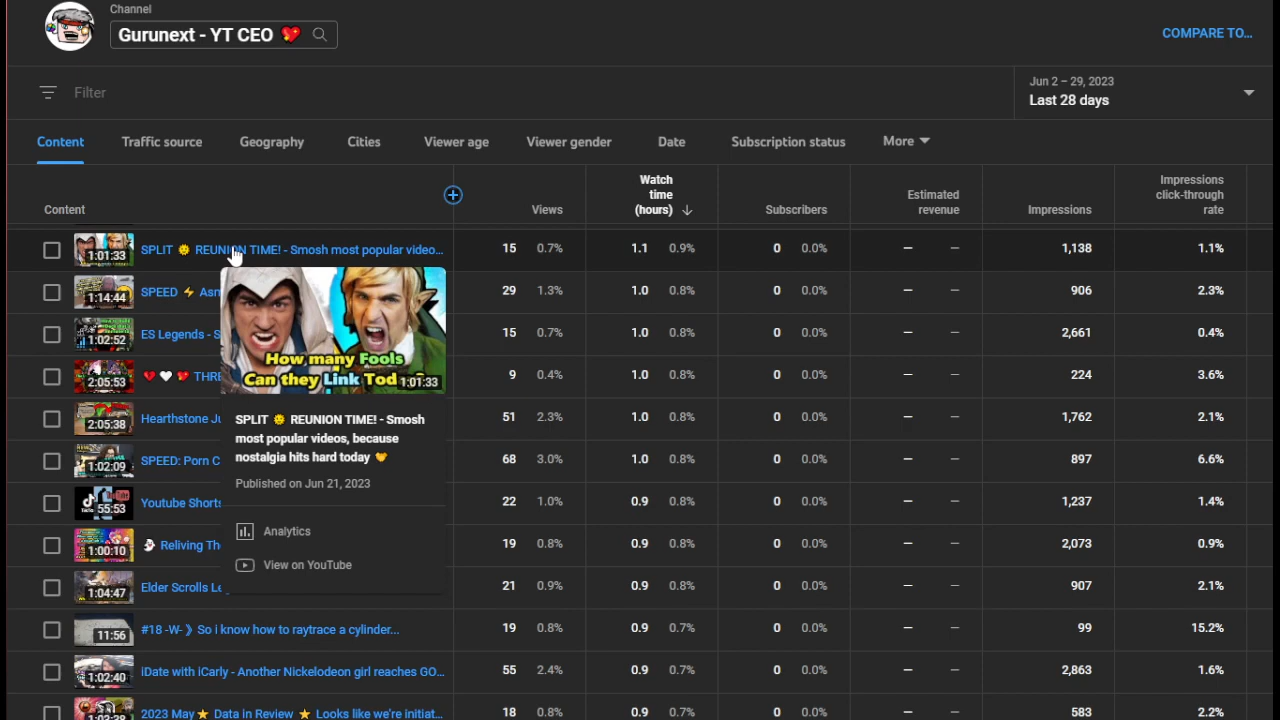 Channel
Gurunext - YT CEO 💖
COMPARE TO...
Filter
Jun 2 – 29, 2023
Last 28 days
Content Traffic source Geography Cities Viewer age Viewer gender Date Subscription status More
Content Views Watch time (hours) Subscribers Estimated revenue Impressions Impressions click-through rate
1:01:33 SPLIT 🌞 REUNION TIME! - Smosh most popular video... 15 0.7% 1.1 0.9% 0 0.0% — — 1,138 1.1%
1:14:44 SPEED ⚡ Asm 29 1.3% 1.0 0.8% 0 0.0% — — 906 2.3%
1:02:52 ES Legends - S 15 0.7% 1.0 0.8% 0 0.0% — — 2,661 0.4%
2:05:53 💔 🤍 💖 THRE 9 0.4% 1.0 0.8% 0 0.0% — — 224 3.6%
2:05:38 Hearthstone Ju 51 2.3% 1.0 0.8% 0 0.0% — — 1,762 2.1%
1:02:09 SPEED: Porn C 68 3.0% 1.0 0.8% 0 0.0% — — 897 6.6%
55:53 Youtube Shorts 22 1.0% 0.9 0.8% 0 0.0% — — 1,237 1.4%
1:00:10 👻 Reliving Th 19 0.8% 0.9 0.8% 0 0.0% — — 2,073 0.9%
1:04:47 Elder Scrolls Le 21 0.9% 0.9 0.8% 0 0.0% — — 907 2.1%
11:56 #18 -W- 》 So i know how to raytrace a cylinder... 19 0.8% 0.9 0.7% 0 0.0% — — 99 15.2%
1:02:40 iDate with iCarly - Another Nickelodeon girl reaches GO... 55 2.4% 0.9 0.7% 0 0.0% — — 2,863 1.6%
1:03:38 2023 May⭐ Data in Review ⭐ Looks like we're initiat... 18 0.8% 0.9 0.7% 0 0.0% — — 583 2.2%
How many Fools
Can they Link Tod
1:01:33
SPLIT 🌞 REUNION TIME! - Smosh
most popular videos, because
nostalgia hits hard today 🧡
Published on Jun 21, 2023
Analytics
View on YouTube